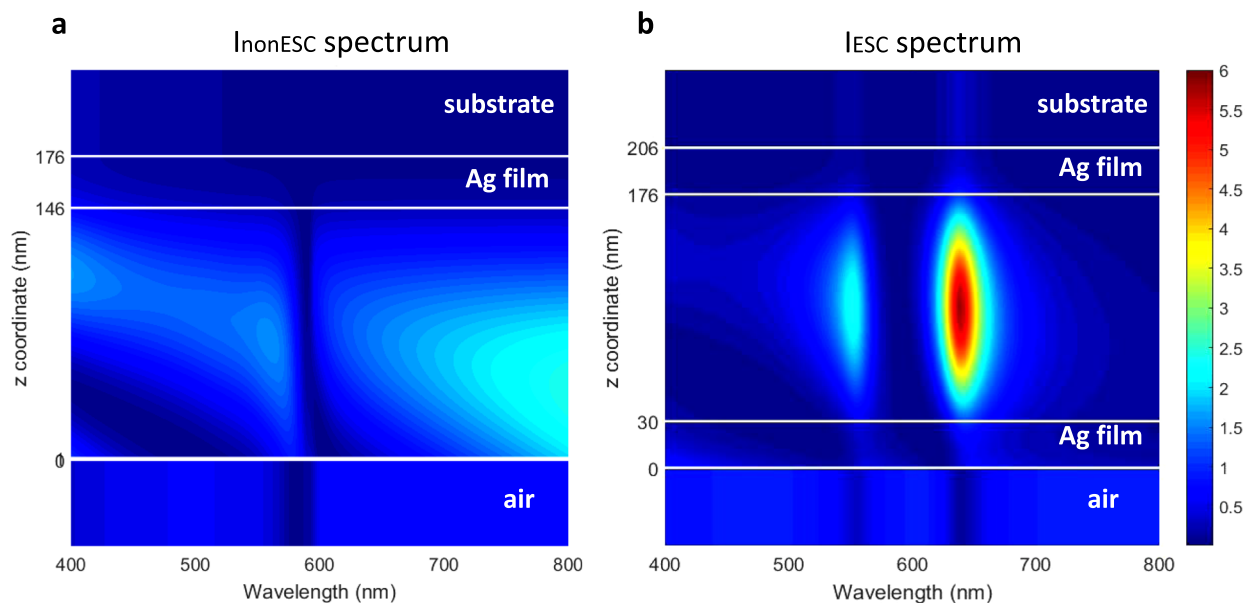 a
InonESC spectrum
substrate
176
Ag film
146
z coordinate (nm)
0
air
400 500 600 700 800
Wavelength (nm)
b
IESC spectrum
substrate
206
Ag film
176
z coordinate (nm)
30
Ag film
0
air
400 500 600 700 800
Wavelength (nm)
6
5.5
5
4.5
4
3.5
3
2.5
2
1.5
1
0.5